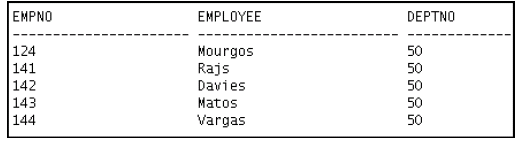 EMPNO EMPLOYEE DEPTNO
---------------------- ------------------------- -------------
124 Mourgos 50
141 Rajs 50
142 Davies 50
143 Matos 50
144 Vargas 50